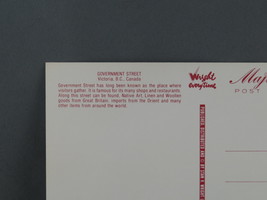 GOVERNMENT STREET
Victoria, B.C., Canada
Government Street has long been known as the place where
visitors gather. It is famous for its many shops and restaurants.
Along this street can be found, Native Art, Linen and Woollen
goods from Great Britain, imports from the Orient and many
other items from around the world.
Wright
everytime
Maj
POST